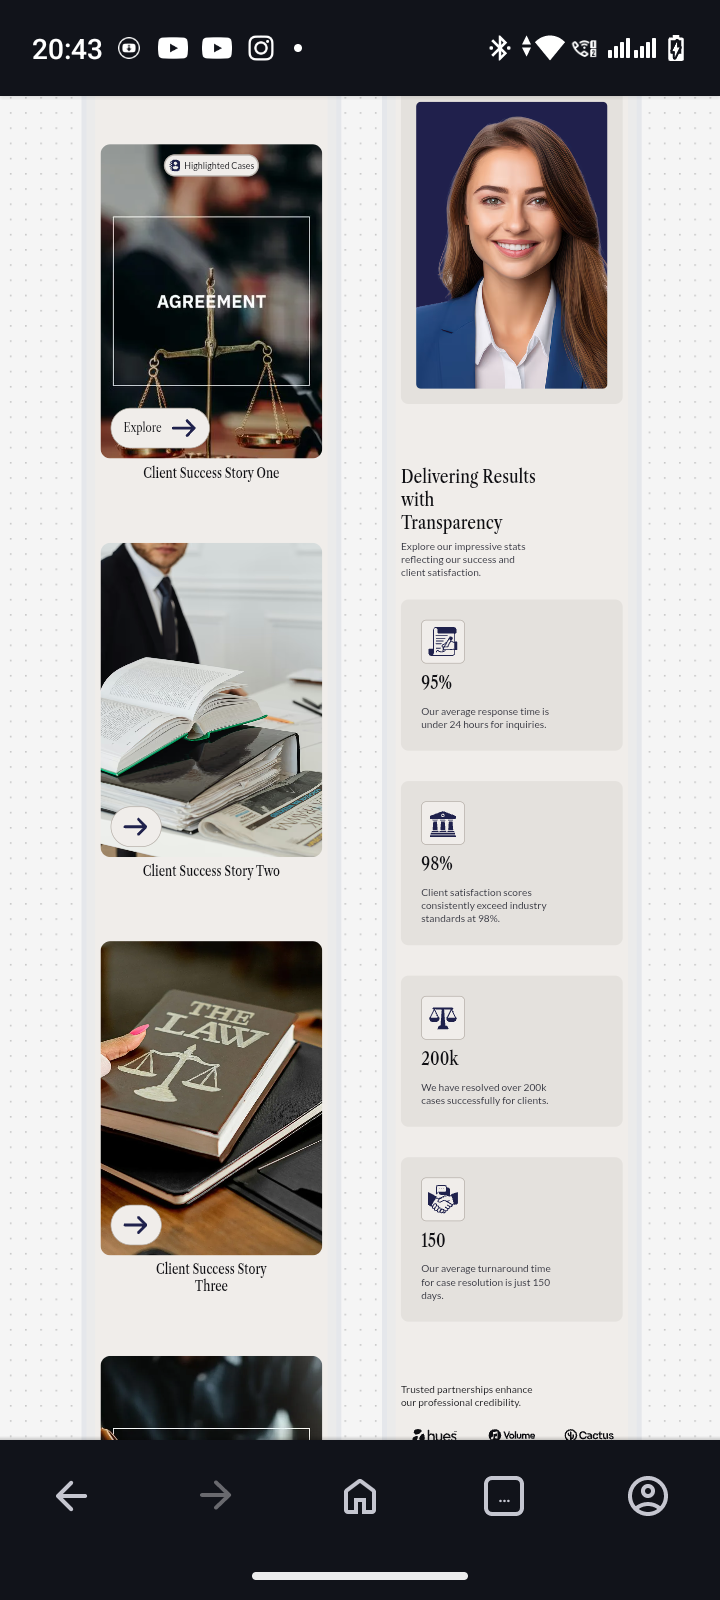 20:43
Highlighted Cases
AGREEMENT
Explore
Client Success Story One
Client Success Story Two
THE
LAW
Client Success Story
Three
Delivering Results
with
Transparency
Explore our impressive stats
reflecting our success and
client satisfaction.
95%
Our average response time is
under 24 hours for inquiries.
98%
Client satisfaction scores
consistently exceed industry
standards at 98%.
200k
We have resolved over 200k
cases successfully for clients.
150
Our average turnaround time
for case resolution is just 150
days.
Trusted partnerships enhance
our professional credibility.
hues Volume Cactus
...